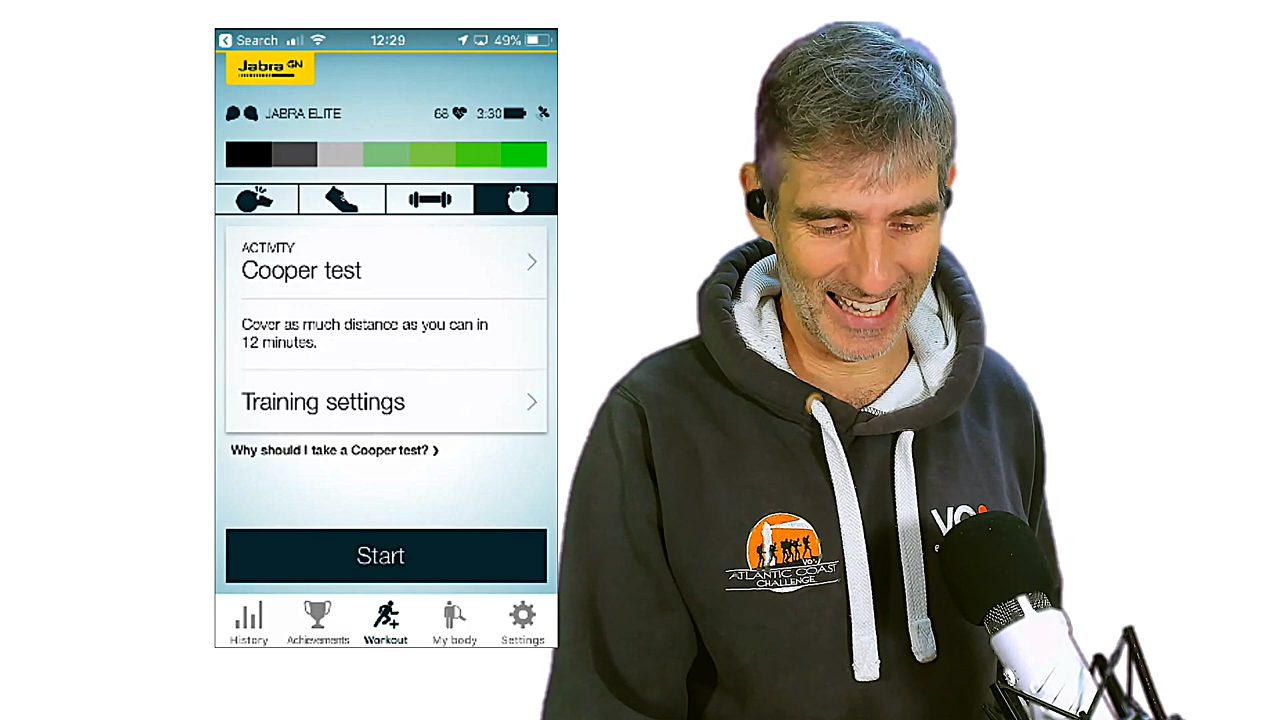 Search 12:29 49%
Jabra GN
JABRA ELITE 68 3:30
ACTIVITY
Cooper test
Cover as much distance as you can in
12 minutes.
Training settings
Why should I take a Cooper test? ❯
Start
History Achievements Workout My body Settings
ATLANTIC COAST
CHALLENGE